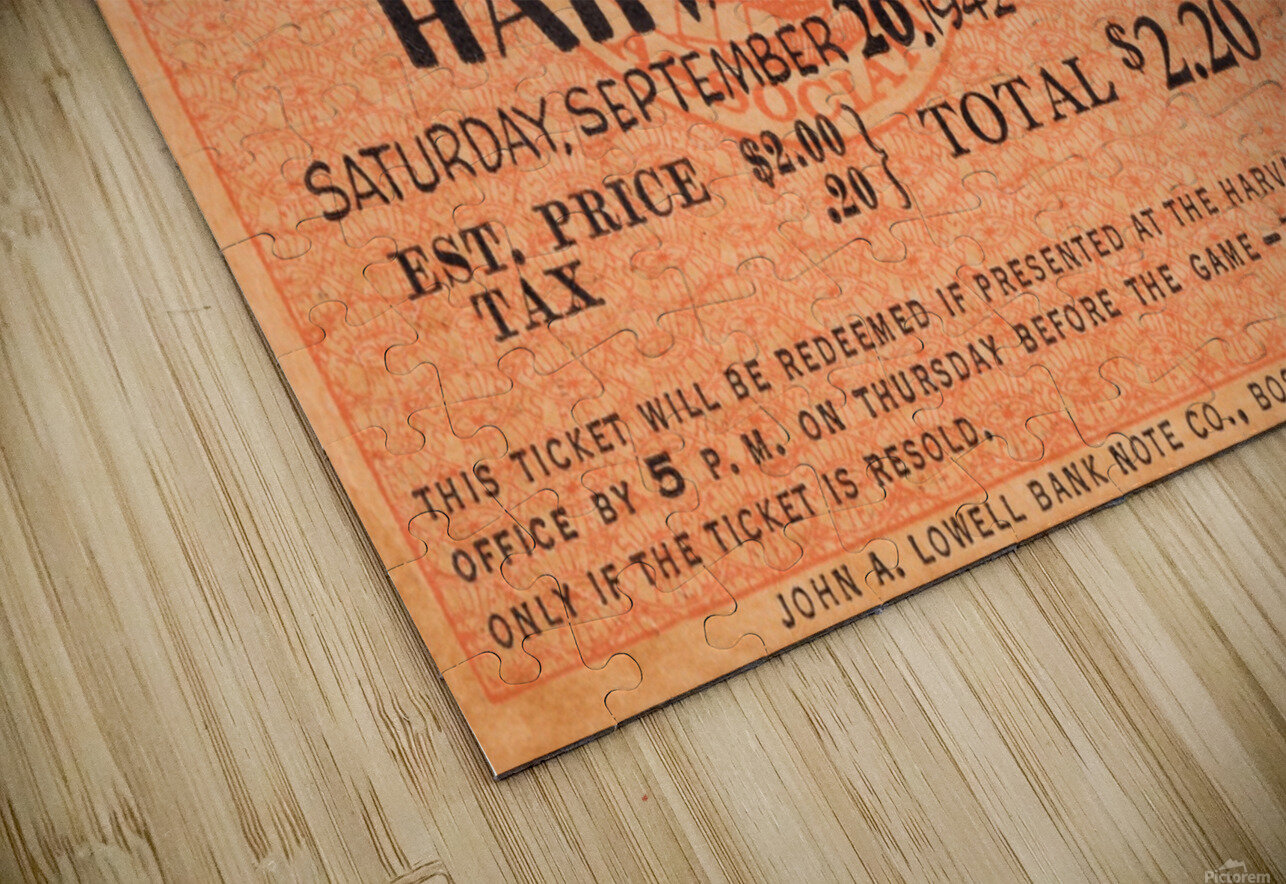 HARV
SATURDAY, SEPTEMBER 26, 1942
EST. PRICE $2.00 } TOTAL $2.20
TAX .20
THIS TICKET WILL BE REDEEMED IF PRESENTED AT THE HARV
OFFICE BY 5 P. M. ON THURSDAY BEFORE THE GAME —
ONLY IF THE TICKET IS RESOLD.
JOHN A. LOWELL BANK NOTE CO., BOS
Pictorem